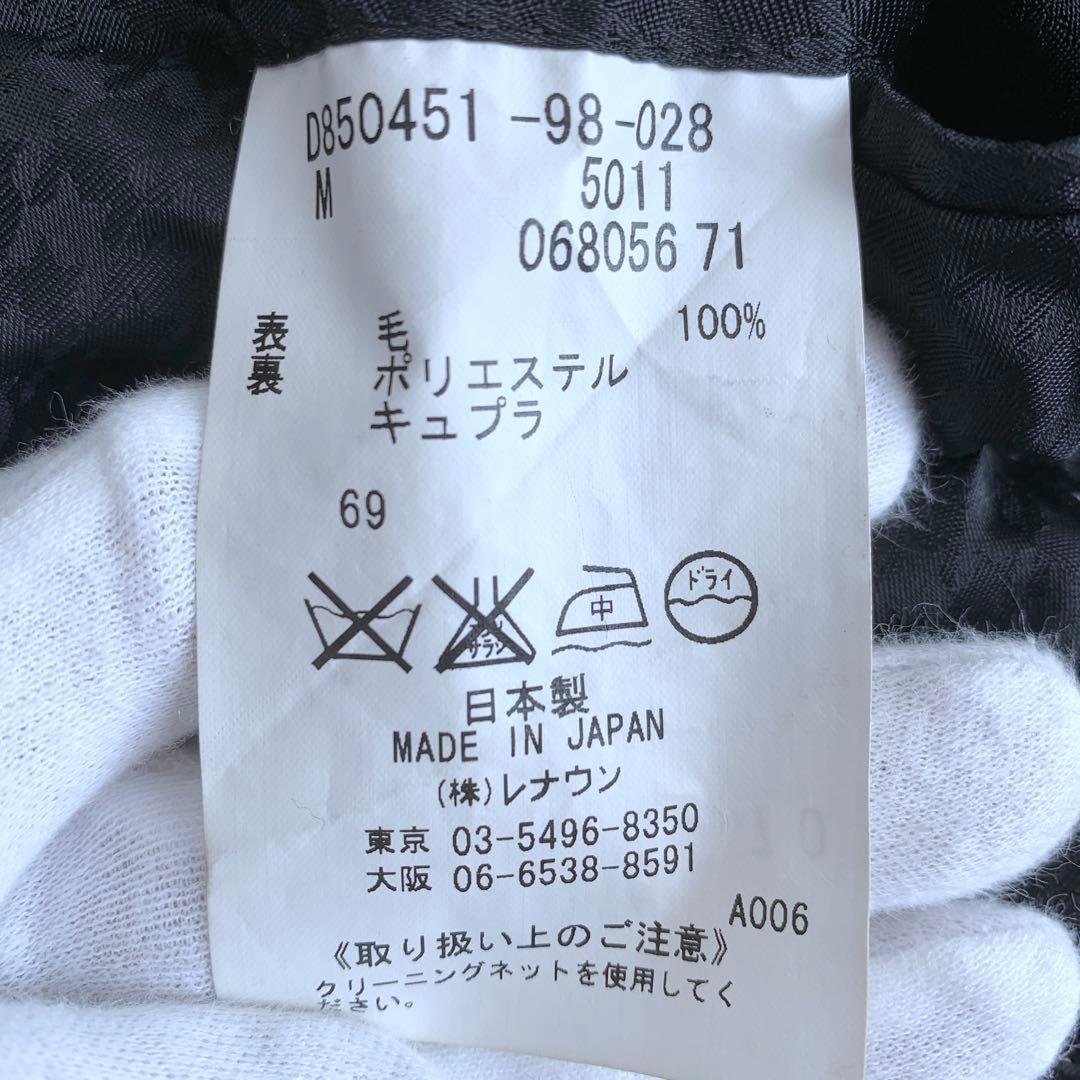 D850451 -98 -028
M 5011
068056 71
表 毛 100%
裏 ポリエステル
キュプラ
69
サラシ
中
ドライ
日本製
MADE IN JAPAN
(株)レナウン
東京 03-5496-8350
大阪 06-6538-8591
A006
《取り扱い上のご注意》
クリーニングネットを使用してく
ださい。